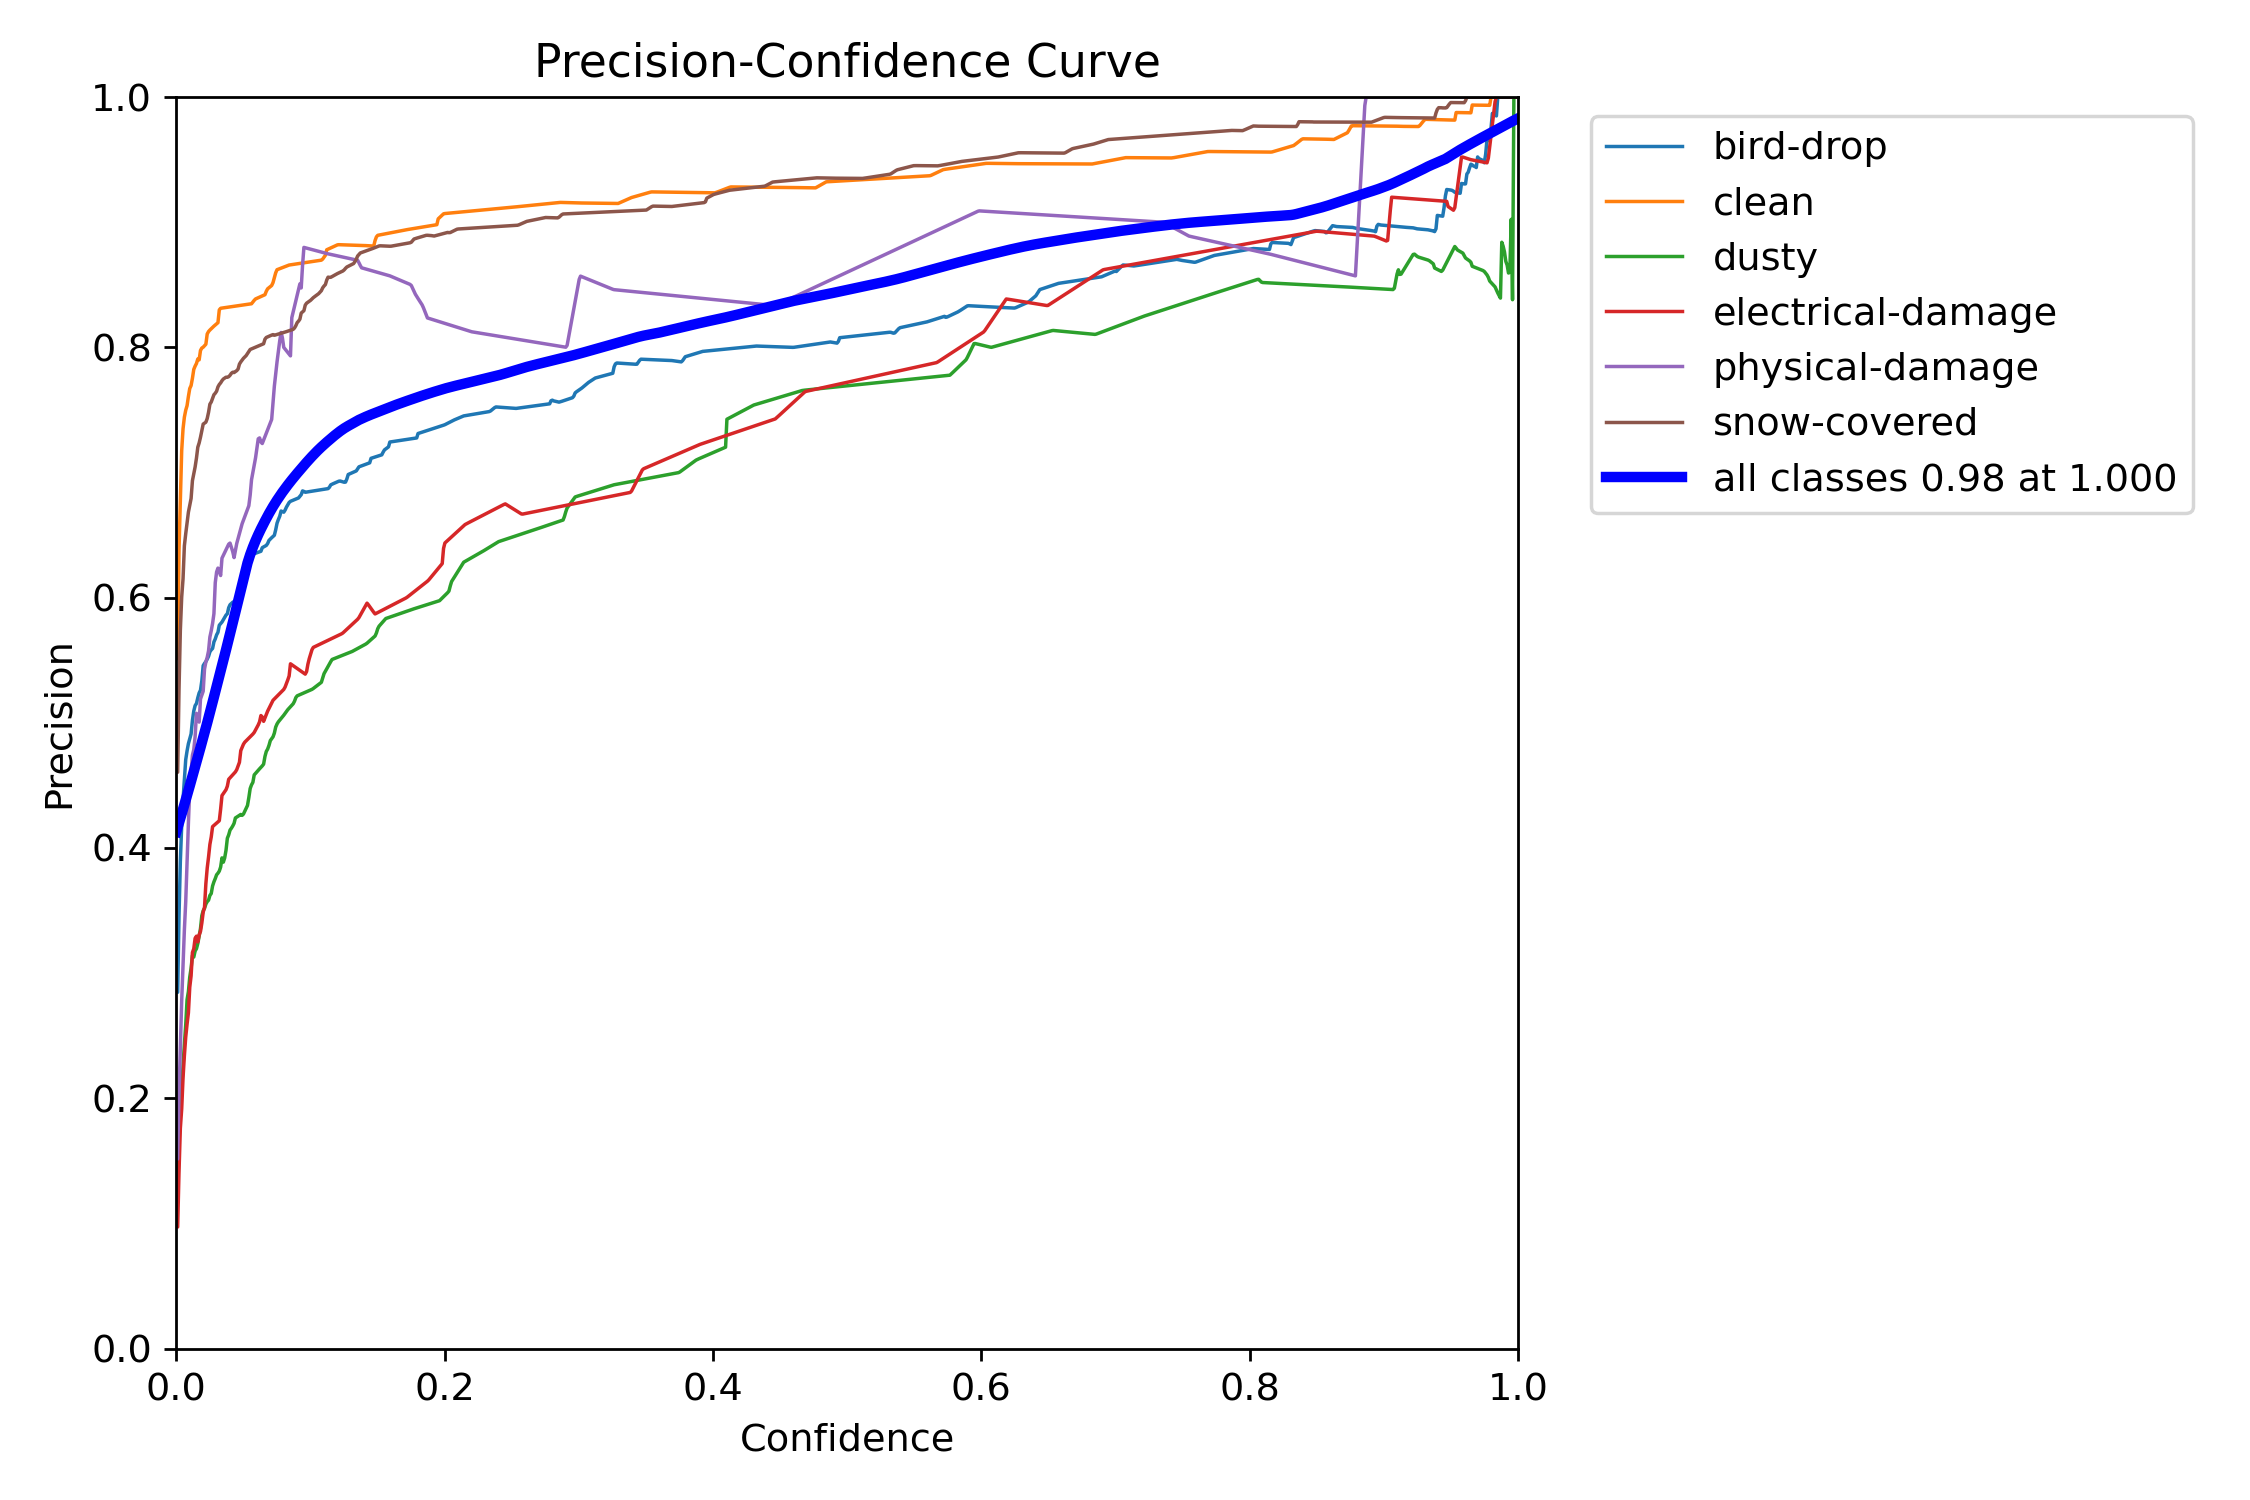 Precision-Confidence Curve
1.0
0.8
0.6
0.4
0.2
0.0
Precision
0.0 0.2 0.4 0.6 0.8 1.0
Confidence
bird-drop
clean
dusty
electrical-damage
physical-damage
snow-covered
all classes 0.98 at 1.000